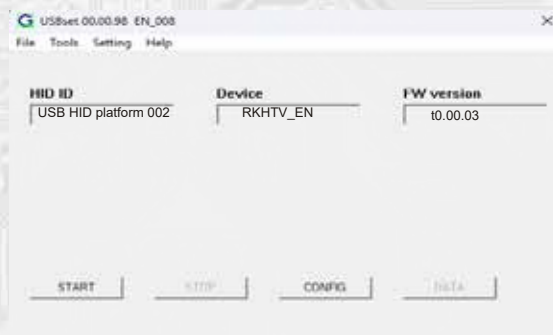 USBset 00.00.98 EN_008
File Tools Setting Help
HID ID Device FW version
USB HID platform 002 RKHTV_EN t0.00.03
START STOP CONFIG DATA